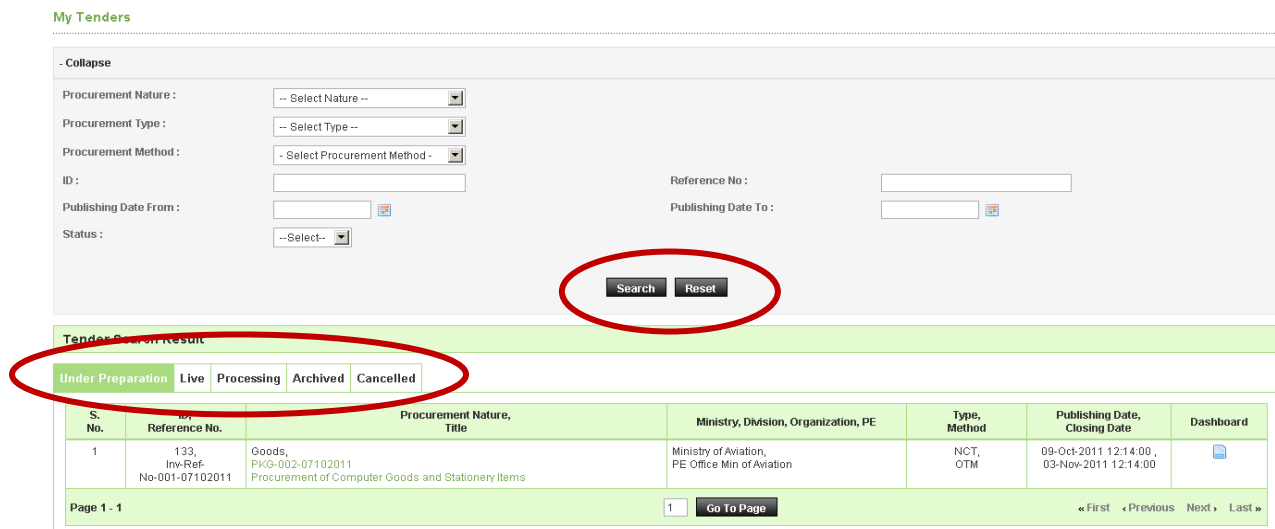 My Tenders
- Collapse
Procurement Nature :
-- Select Nature --
Procurement Type :
-- Select Type --
Procurement Method :
- Select Procurement Method -
ID :
Reference No :
Publishing Date From :
Publishing Date To :
Status :
--Select--
Search Reset
Tender Search Result
Under Preparation Live Processing Archived Cancelled
S. No.
ID, Reference No.
Procurement Nature, Title
Ministry, Division, Organization, PE
Type, Method
Publishing Date, Closing Date
Dashboard
1
133,
Inv-Ref-
No-001-07102011
Goods,
PKG-002-07102011
Procurement of Computer Goods and Stationery Items
Ministry of Aviation,
PE Office Min of Aviation
NCT,
OTM
09-Oct-2011 12:14:00 ,
03-Nov-2011 12:14:00
Page 1 - 1
1 Go To Page
« First ‹ Previous Next › Last »